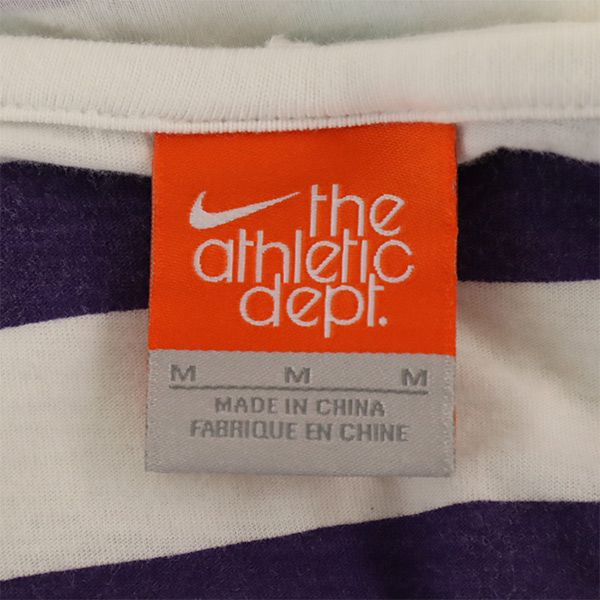 the
athletic
dept.
M M M
MADE IN CHINA
FABRIQUE EN CHINE